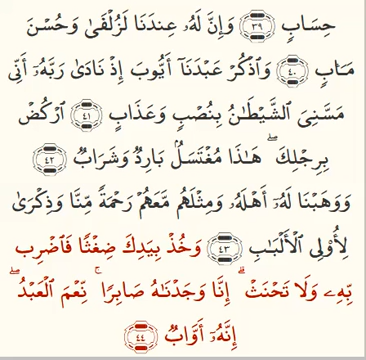 حِسَابٍ ٣٩ وَإِنَّ لَهُۥ عِندَنَا لَزُلْفَىٰ وَحُسْنَ
مَـَٔابٍ ٤٠ وَٱذْكُرْ عَبْدَنَآ أَيُّوبَ إِذْ نَادَىٰ رَبَّهُۥٓ أَنِّى
مَسَّنِىَ ٱلشَّيْطَـٰنُ بِنُصْبٍ وَعَذَابٍ ٤١ ٱرْكُضْ
بِرِجْلِكَ ۖ هَـٰذَا مُغْتَسَلٌۢ بَارِدٌ وَشَرَابٌ ٤٢
وَوَهَبْنَا لَهُۥٓ أَهْلَهُۥ وَمِثْلَهُم مَّعَهُمْ رَحْمَةً مِّنَّا وَذِكْرَىٰ
لِأُو۟لِى ٱلْأَلْبَـٰبِ ٤٣ وَخُذْ بِيَدِكَ ضِغْثًا فَٱضْرِب
بِّهِۦ وَلَا تَحْنَثْ ۗ إِنَّا وَجَدْنَـٰهُ صَابِرًا ۚ نِّعْمَ ٱلْعَبْدُ ۖ
إِنَّهُۥٓ أَوَّابٌ ٤٤